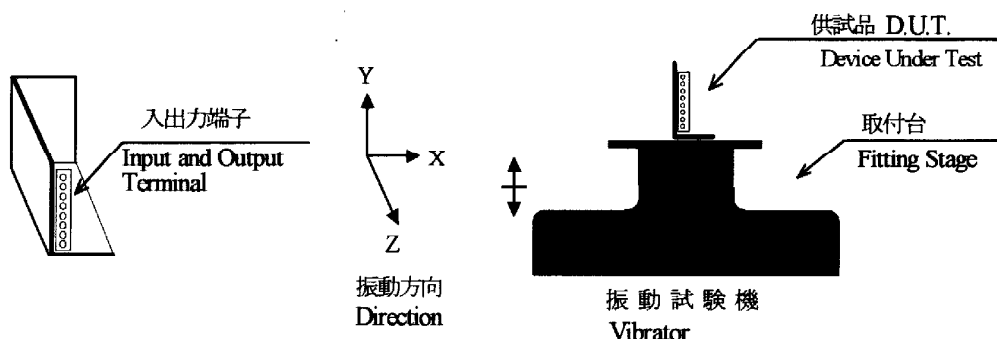 入出力端子
Input and Output
Terminal
Y
X
Z
振動方向
Direction
供試品 D.U.T.
Device Under Test
取付台
Fitting Stage
振動試験機
Vibrator